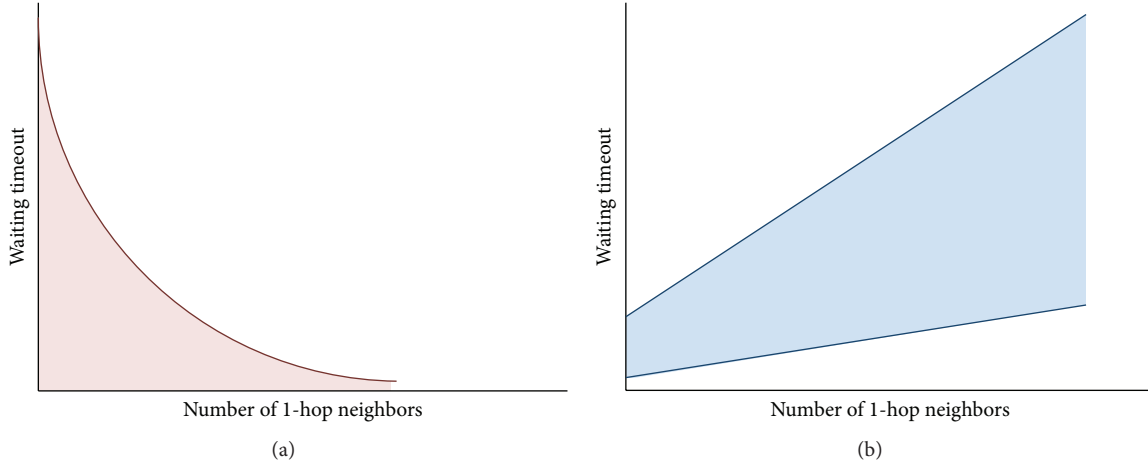 Waiting timeout
Number of 1-hop neighbors
(a)
Waiting timeout
Number of 1-hop neighbors
(b)